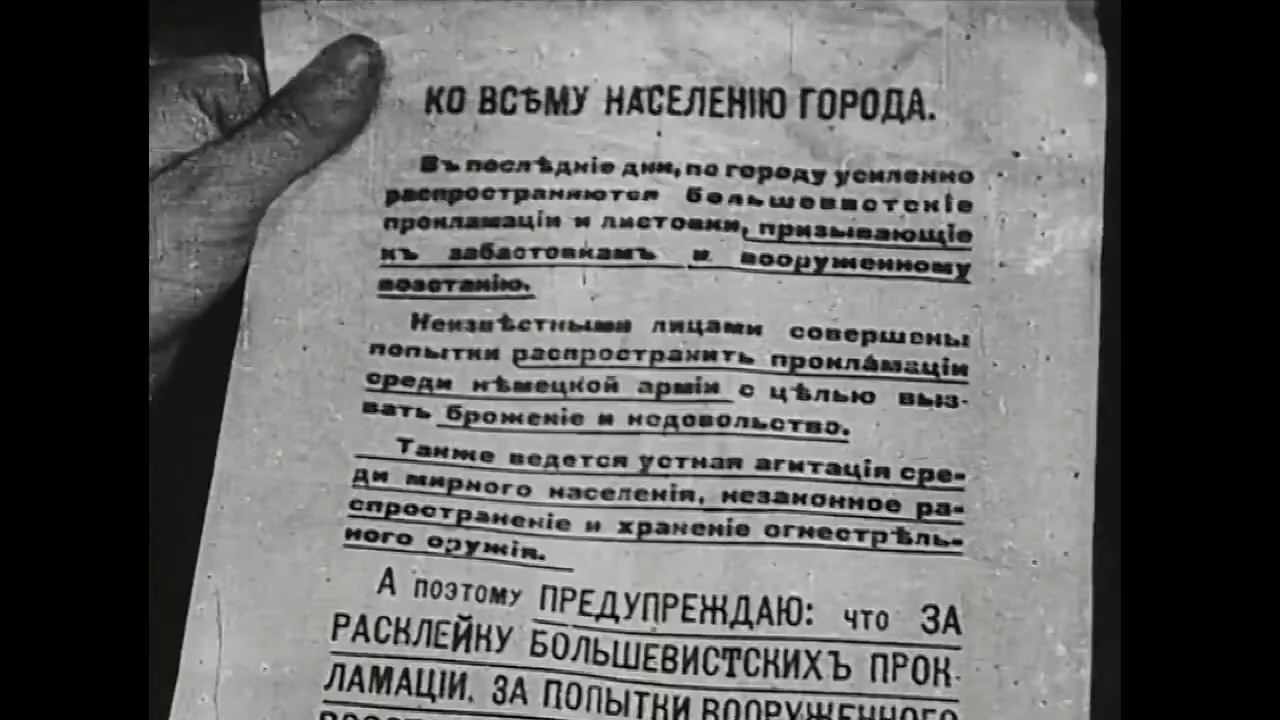 КО ВСѢМУ НАСЕЛЕНІЮ ГОРОДА.
Въ послѣдніе дни, по городу усиленно
распространяются большевистскіе
прокламаціи и листовки, призывающіе
къ забастовкамъ и вооруженному
возстанію.
Неизвѣстными лицами совершены
попытки распространить прокламаціи
среди нѣмецкой арміи с цѣлью выз-
вать броженіе и недовольство.
Также ведется устная агитація сре-
ди мирного населенія, незаконное ра-
спространеніе и храненіе огнестрѣль-
ного оружія.
А поэтому ПРЕДУПРЕЖДАЮ: что ЗА
РАСКЛЕЙКУ БОЛЬШЕВИСТСКИХЪ ПРОК-
ЛАМАЦІИ. ЗА ПОПЫТКИ ВООРУЖЕННОГО